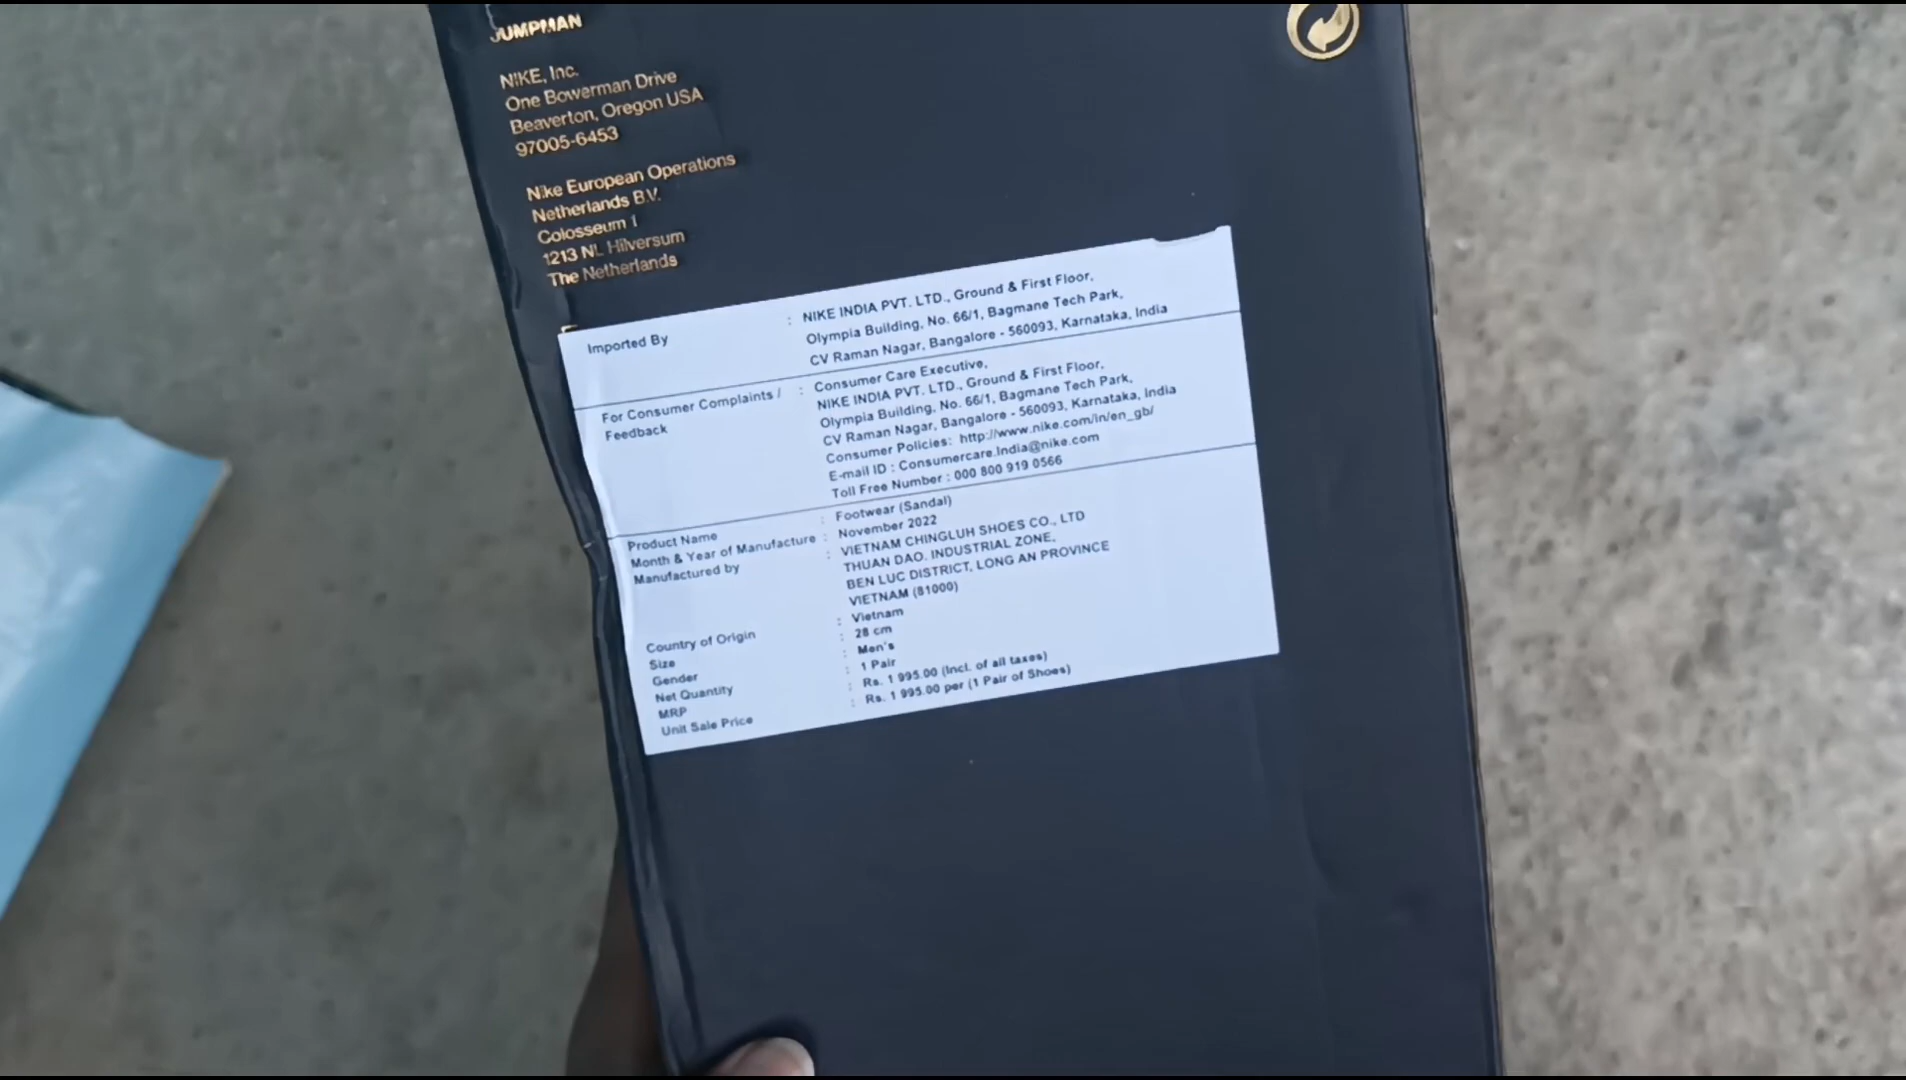 JUMPMAN
NIKE, Inc.
One Bowerman Drive
Beaverton, Oregon USA
97005-6453
Nike European Operations
Netherlands B.V.
Colosseum 1
1213 NL Hilversum
The Netherlands
Imported By : NIKE INDIA PVT. LTD., Ground & First Floor,
Olympia Building, No. 66/1, Bagmane Tech Park,
CV Raman Nagar, Bangalore - 560093, Karnataka, India
For Consumer Complaints / : Consumer Care Executive,
Feedback NIKE INDIA PVT. LTD., Ground & First Floor,
Olympia Building, No. 66/1, Bagmane Tech Park,
CV Raman Nagar, Bangalore - 560093, Karnataka, India
Consumer Policies: http://www.nike.com/in/en_gb/
E-mail ID : Consumercare.India@nike.com
Toll Free Number : 000 800 919 0566
Product Name : Footwear (Sandal)
Month & Year of Manufacture : November 2022
Manufactured by : VIETNAM CHINGLUH SHOES CO., LTD
THUAN DAO. INDUSTRIAL ZONE,
BEN LUC DISTRICT, LONG AN PROVINCE
VIETNAM (81000)
Country of Origin : Vietnam
Size : 28 cm
Gender : Men's
Net Quantity : 1 Pair
MRP : Rs. 1 995.00 (Incl. of all taxes)
Unit Sale Price : Rs. 1 995.00 per (1 Pair of Shoes)